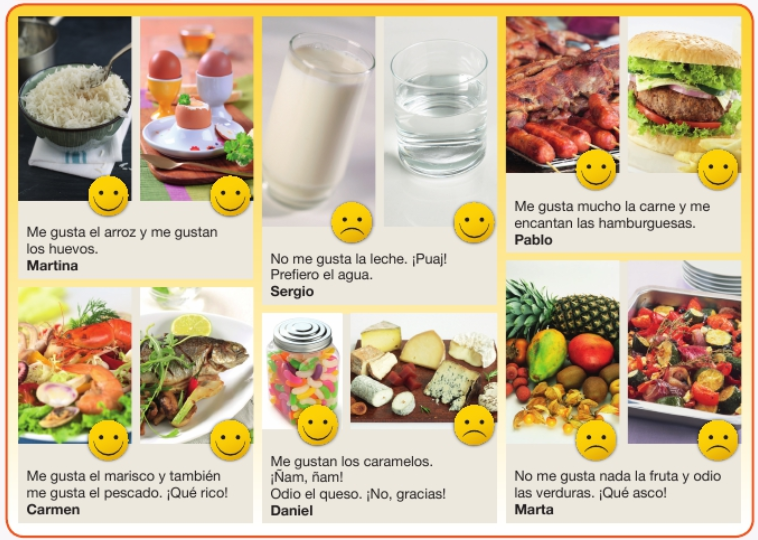 Me gusta el arroz y me gustan
los huevos.
Martina
No me gusta la leche. ¡Puaj!
Prefiero el agua.
Sergio
Me gusta mucho la carne y me
encantan las hamburguesas.
Pablo
Me gusta el marisco y también
me gusta el pescado. ¡Qué rico!
Carmen
Me gustan los caramelos.
¡Ñam, ñam!
Odio el queso. ¡No, gracias!
Daniel
No me gusta nada la fruta y odio
las verduras. ¡Qué asco!
Marta